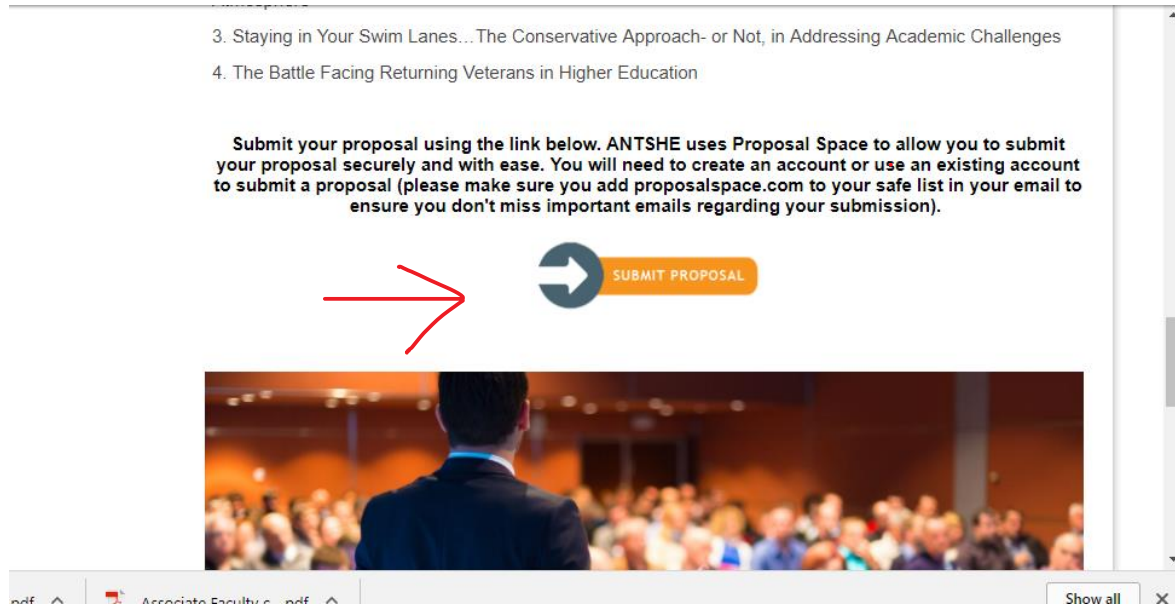 3. Staying in Your Swim Lanes…The Conservative Approach- or Not, in Addressing Academic Challenges
4. The Battle Facing Returning Veterans in Higher Education
Submit your proposal using the link below. ANTSHE uses Proposal Space to allow you to submit
your proposal securely and with ease. You will need to create an account or use an existing account
to submit a proposal (please make sure you add proposalspace.com to your safe list in your email to
ensure you don't miss important emails regarding your submission).
SUBMIT PROPOSAL
Associate Faculty c....pdf
Show all